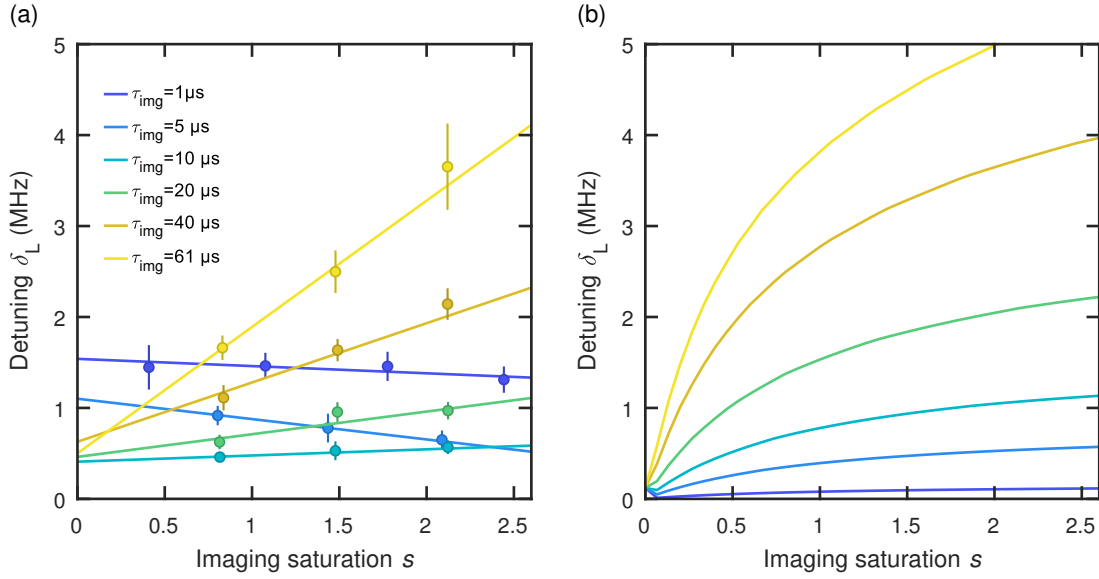 (a)
(b)
5
4
3
2
1
0
Detuning δL (MHz)
τimg=1µs
τimg=5 µs
τimg=10 µs
τimg=20 µs
τimg=40 µs
τimg=61 µs
0 0.5 1 1.5 2 2.5
Imaging saturation s
5
4
3
2
1
0
Detuning δL (MHz)
0 0.5 1 1.5 2 2.5
Imaging saturation s